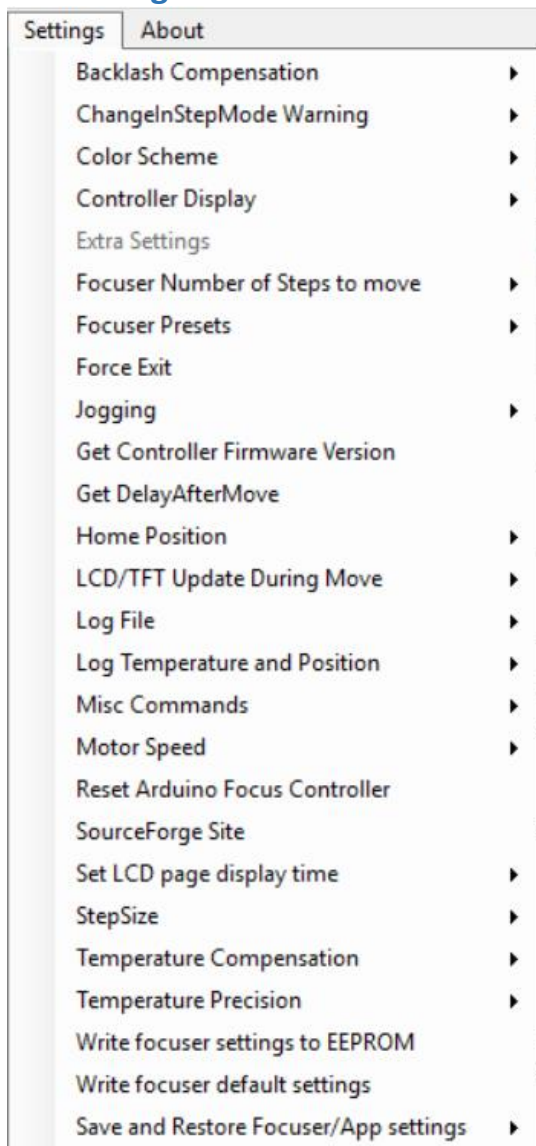 Settings About
Backlash Compensation
ChangeInStepMode Warning
Color Scheme
Controller Display
Extra Settings
Focuser Number of Steps to move
Focuser Presets
Force Exit
Jogging
Get Controller Firmware Version
Get DelayAfterMove
Home Position
LCD/TFT Update During Move
Log File
Log Temperature and Position
Misc Commands
Motor Speed
Reset Arduino Focus Controller
SourceForge Site
Set LCD page display time
StepSize
Temperature Compensation
Temperature Precision
Write focuser settings to EEPROM
Write focuser default settings
Save and Restore Focuser/App settings